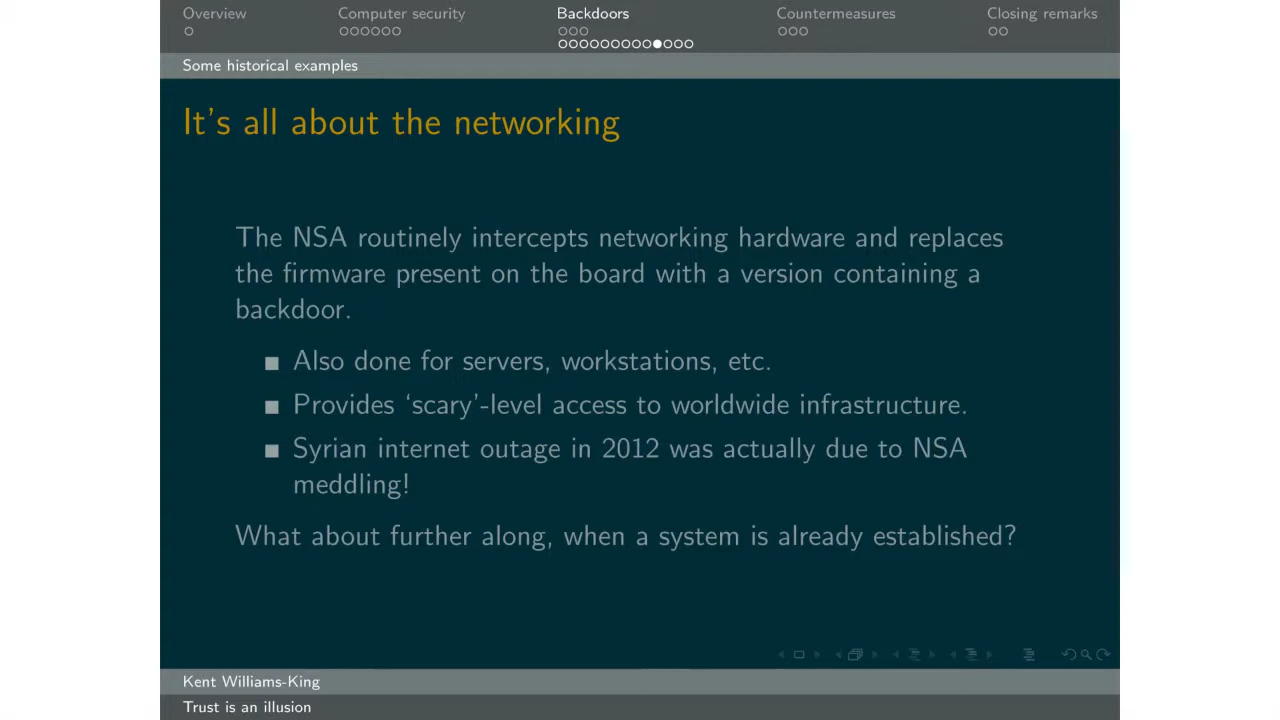 Overview Computer security Backdoors Countermeasures Closing remarks
Some historical examples
It's all about the networking
The NSA routinely intercepts networking hardware and replaces
the firmware present on the board with a version containing a
backdoor.
Also done for servers, workstations, etc.
Provides ‘scary’-level access to worldwide infrastructure.
Syrian internet outage in 2012 was actually due to NSA
meddling!
What about further along, when a system is already established?
Kent Williams-King
Trust is an illusion